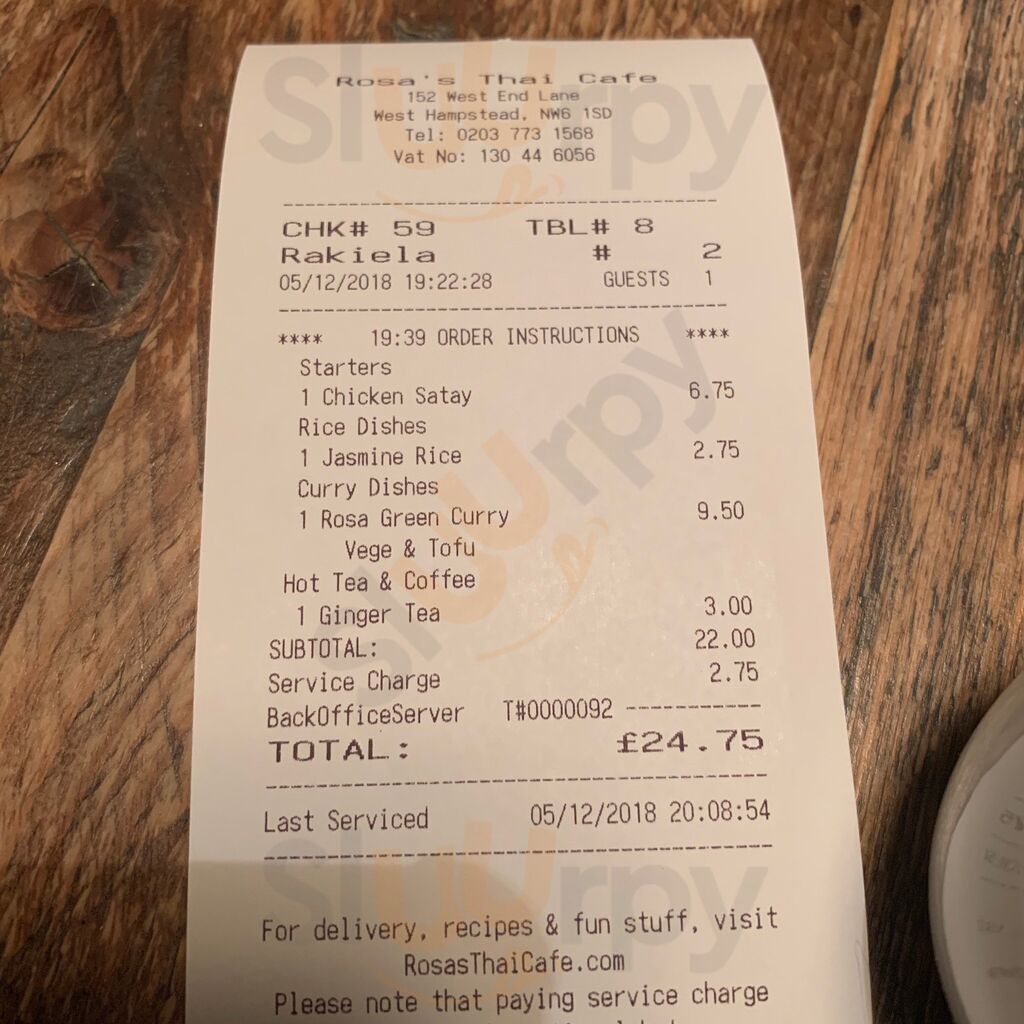 Rosa's Thai Cafe
152 West End Lane
West Hampstead, NW6 1SD
Tel: 0203 773 1568
Vat No: 130 44 6056
CHK# 59 TBL# 8
Rakiela # 2
05/12/2018 19:22:28 GUESTS 1
**** 19:39 ORDER INSTRUCTIONS ****
Starters
1 Chicken Satay 6.75
Rice Dishes
1 Jasmine Rice 2.75
Curry Dishes
1 Rosa Green Curry 9.50
Vege & Tofu
Hot Tea & Coffee
1 Ginger Tea 3.00
SUBTOTAL: 22.00
Service Charge 2.75
BackOfficeServer T#0000092 -----------
TOTAL: £24.75
Last Serviced 05/12/2018 20:08:54
For delivery, recipes & fun stuff, visit
RosasThaiCafe.com
Please note that paying service charge
Sluurpy
Sluurpy
Sluurpy